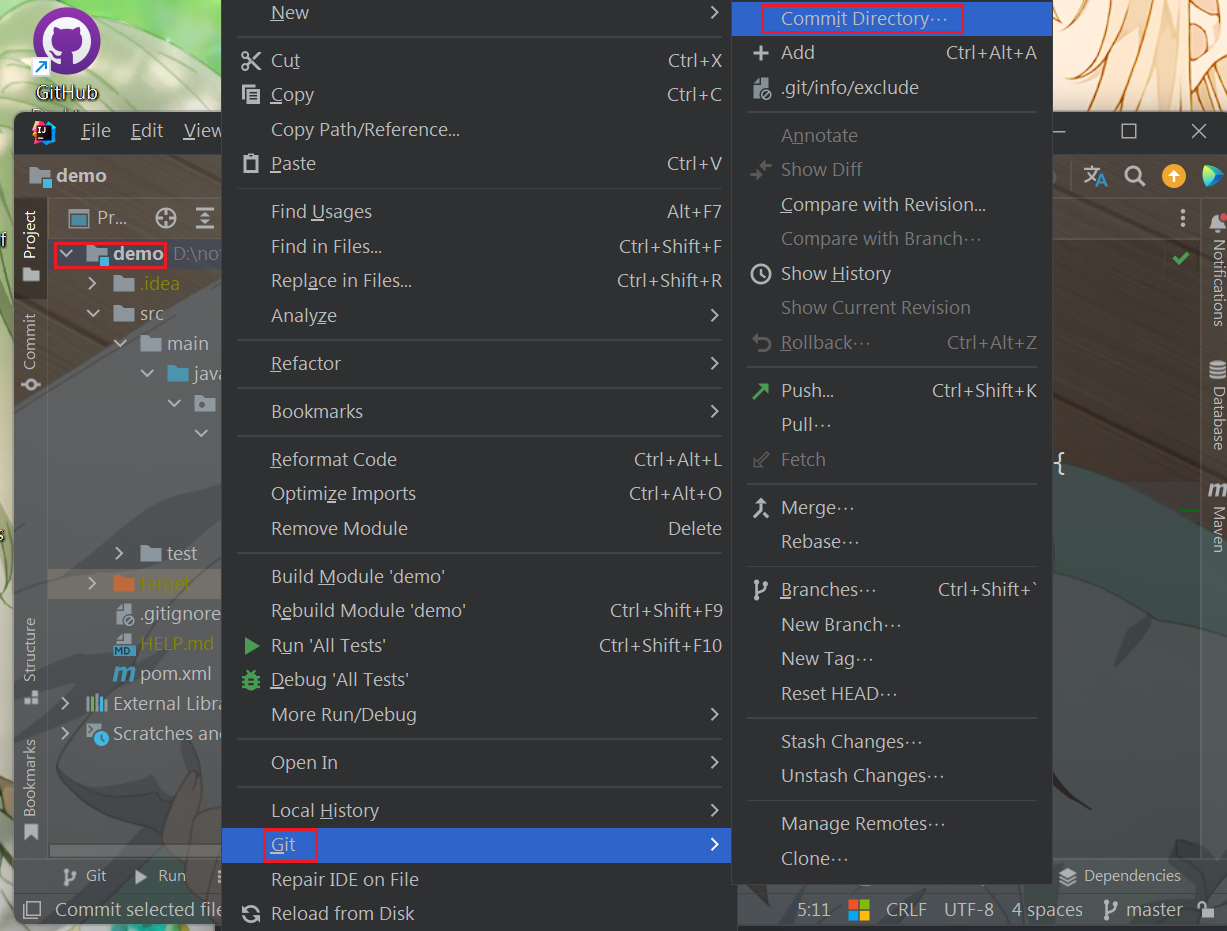 GitHub
File Edit View
demo
Pr...
Project
demo D:\no
.idea
src
main
java
test
target
.gitignore
HELP.md
pom.xml
External Libra
Scratches an
Commit
Structure
Bookmarks
Git Run
Commit selected file
New
Cut Ctrl+X
Copy Ctrl+C
Copy Path/Reference...
Paste Ctrl+V
Find Usages Alt+F7
Find in Files... Ctrl+Shift+F
Replace in Files... Ctrl+Shift+R
Analyze
Refactor
Bookmarks
Reformat Code Ctrl+Alt+L
Optimize Imports Ctrl+Alt+O
Remove Module Delete
Build Module 'demo'
Rebuild Module 'demo' Ctrl+Shift+F9
Run 'All Tests' Ctrl+Shift+F10
Debug 'All Tests'
More Run/Debug
Open In
Local History
Git
Repair IDE on File
Reload from Disk
Commit Directory···
Add Ctrl+Alt+A
.git/info/exclude
Annotate
Show Diff
Compare with Revision...
Compare with Branch···
Show History
Show Current Revision
Rollback··· Ctrl+Alt+Z
Push... Ctrl+Shift+K
Pull···
Fetch
Merge···
Rebase···
Branches··· Ctrl+Shift+`
New Branch···
New Tag···
Reset HEAD···
Stash Changes···
Unstash Changes···
Manage Remotes···
Clone···
{
Notifications
Database
m
Maven
Dependencies
5:11 CRLF UTF-8 4 spaces master